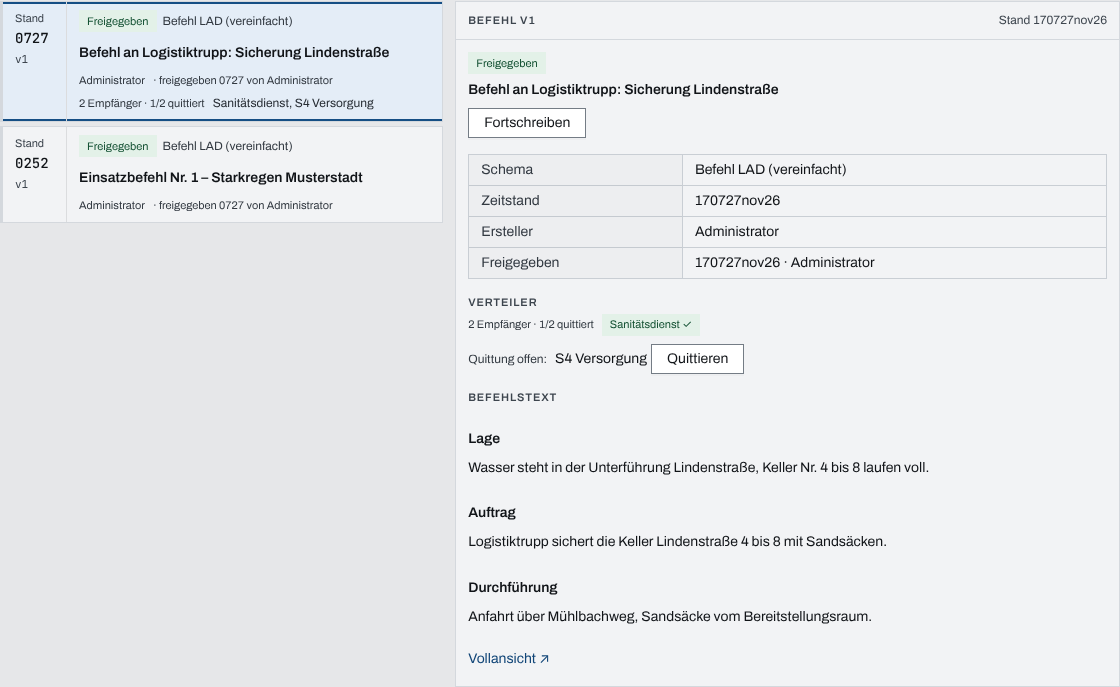 Stand
0727
v1
Freigegeben Befehl LAD (vereinfacht)
Befehl an Logistiktrupp: Sicherung Lindenstraße
Administrator · freigegeben 0727 von Administrator
2 Empfänger · 1/2 quittiert Sanitätsdienst, S4 Versorgung
Stand
0252
v1
Freigegeben Befehl LAD (vereinfacht)
Einsatzbefehl Nr. 1 – Starkregen Musterstadt
Administrator · freigegeben 0727 von Administrator
BEFEHL V1 Stand 170727nov26
Freigegeben
Befehl an Logistiktrupp: Sicherung Lindenstraße
Fortschreiben
Schema Befehl LAD (vereinfacht)
Zeitstand 170727nov26
Ersteller Administrator
Freigegeben 170727nov26 · Administrator
VERTEILER
2 Empfänger · 1/2 quittiert Sanitätsdienst ✓
Quittung offen: S4 Versorgung Quittieren
BEFEHLSTEXT
Lage
Wasser steht in der Unterführung Lindenstraße, Keller Nr. 4 bis 8 laufen voll.
Auftrag
Logistiktrupp sichert die Keller Lindenstraße 4 bis 8 mit Sandsäcken.
Durchführung
Anfahrt über Mühlbachweg, Sandsäcke vom Bereitstellungsraum.
Vollansicht ↗